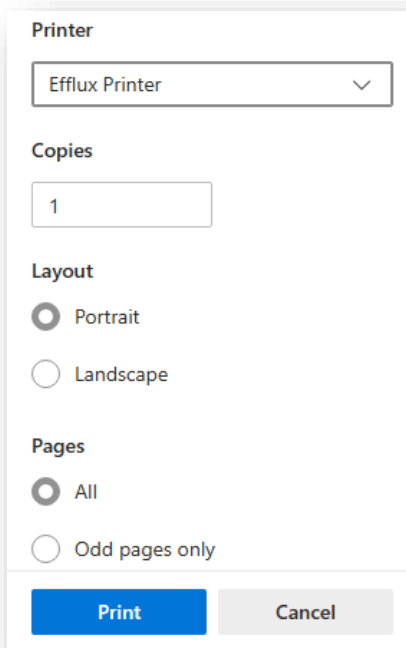 Printer
Efflux Printer
Copies
1
Layout
Portrait
Landscape
Pages
All
Odd pages only
Print Cancel